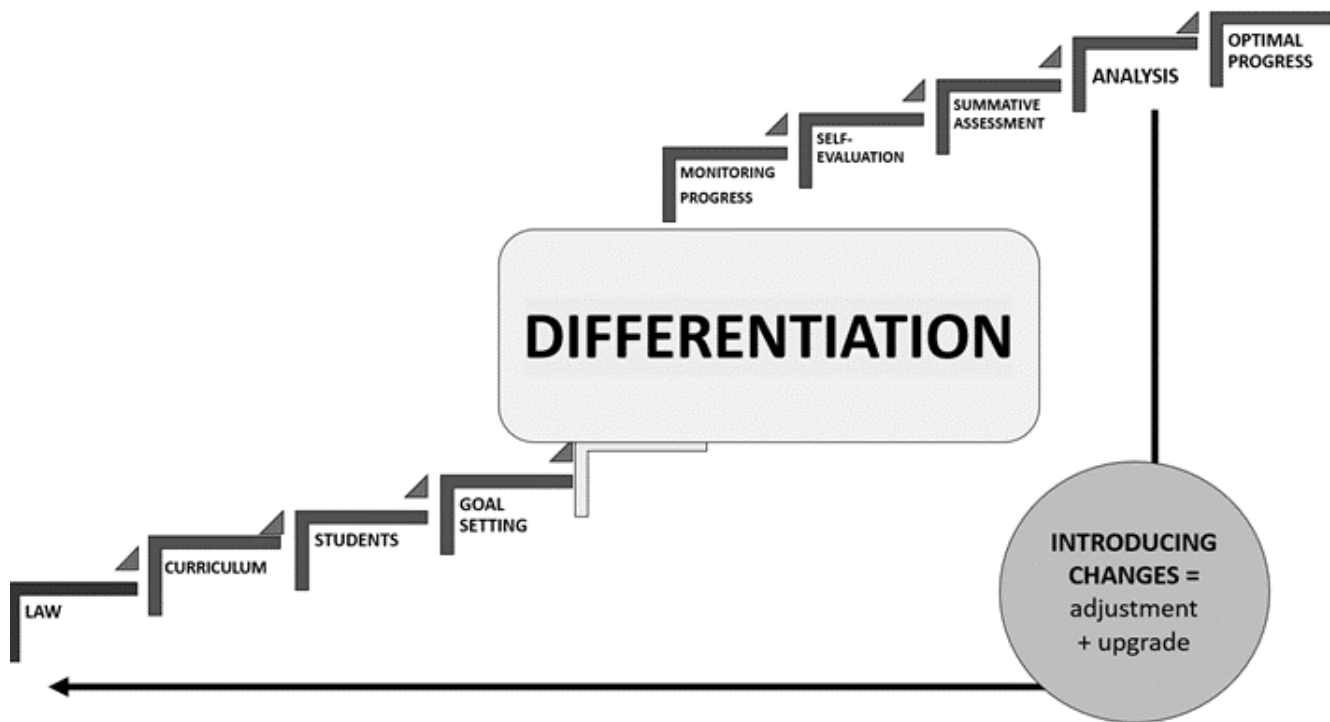 LAW
CURRICULUM
STUDENTS
GOAL
SETTING
DIFFERENTIATION
MONITORING
PROGRESS
SELF-
EVALUATION
SUMMATIVE
ASSESSMENT
ANALYSIS
OPTIMAL
PROGRESS
INTRODUCING
CHANGES =
adjustment
+ upgrade